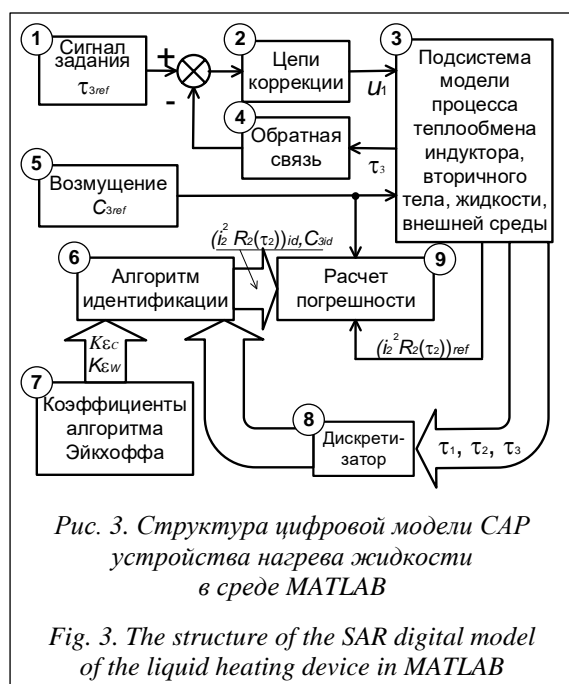 1
Сигнал
задания
τ3ref
+
-
2
Цепи
коррекции
u1
3
Подсистема
модели
процесса
теплообмена
индуктора,
вторичного
тела, жидкости,
внешней среды
4
Обратная
связь
τ3
5
Возмущение
C3ref
(i2² R2(τ2))id, C3id
6
Алгоритм
идентификации
9
Расчет
погрешности
KεC
KεW
(i2² R2(τ2))ref
7
Коэффициенты
алгоритма
Эйкхоффа
8
Дискрети-
затор
τ1, τ2, τ3
Рис. 3. Структура цифровой модели САР
устройства нагрева жидкости
в среде MATLAB
Fig. 3. The structure of the SAR digital model
of the liquid heating device in MATLAB